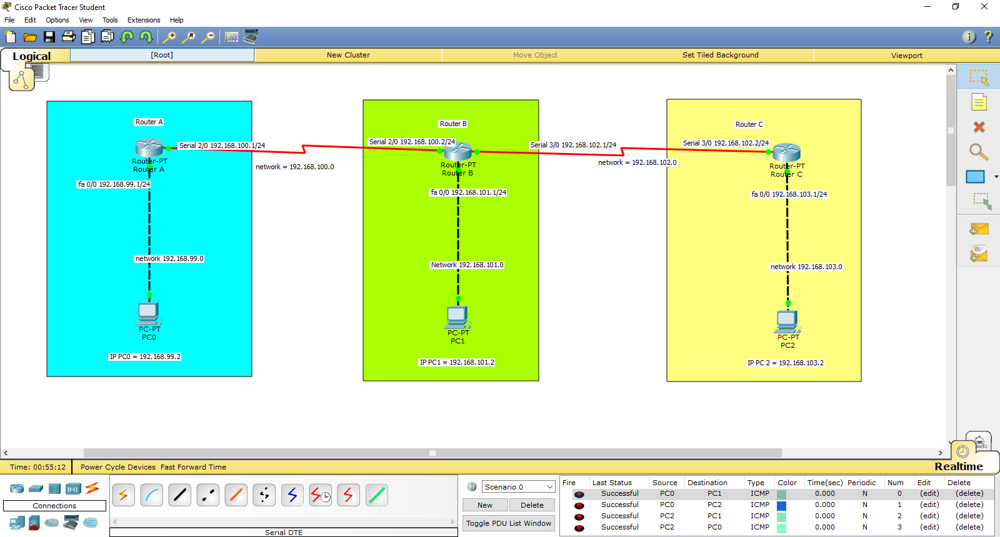 Cisco Packet Tracer Student
File Edit Options View Tools Extensions Help
Logical [Root] New Cluster Move Object Set Tiled Background Viewport
Router A
Serial 2/0 192.168.100.1/24
Router-PT
Router A
fa 0/0 192.168.99.1/24
network 192.168.99.0
PC-PT
PC0
IP PC0 = 192.168.99.2
network = 192.168.100.0
Router B
Serial 2/0 192.168.100.2/24
Router-PT
Router B
fa 0/0 192.168.101.1/24
Network 192.168.101.0
PC-PT
PC1
IP PC1 = 192.168.101.2
Serial 3/0 192.168.102.1/24
network = 192.168.102.0
Router C
Serial 3/0 192.168.102.2/24
Router-PT
Router C
fa 0/0 192.168.103.1/24
network 192.168.103.0
PC-PT
PC2
IP PC 2 = 192.168.103.2
Time: 00:55:12 Power Cycle Devices Fast Forward Time
Realtime
Connections
Serial DTE
Scenario 0
New Delete
Toggle PDU List Window
Fire Last Status Source Destination Type Color Time(sec) Periodic Num Edit Delete
Successful PC0 PC1 ICMP 0.000 N 0 (edit) (delete)
Successful PC0 PC2 ICMP 0.000 N 1 (edit) (delete)
Successful PC2 PC1 ICMP 0.000 N 2 (edit) (delete)
Successful PC2 PC0 ICMP 0.000 N 3 (edit) (delete)